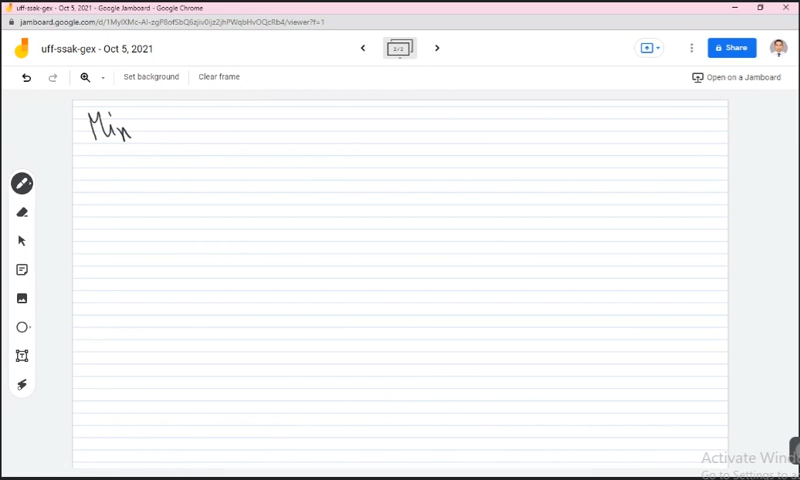 uff-ssak-gex - Oct 5, 2021 - Google Jamboard - Google Chrome
jamboard.google.com/d/1MyIXMc-AI-zgP8ofSbQ6zjiv0ijz2jhPWqbHvOQcRb4/viewer?f=1
uff-ssak-gex - Oct 5, 2021
2/2
Share
Set background
Clear frame
Open on a Jamboard
Min
Activate Wind
Go to Settings to a